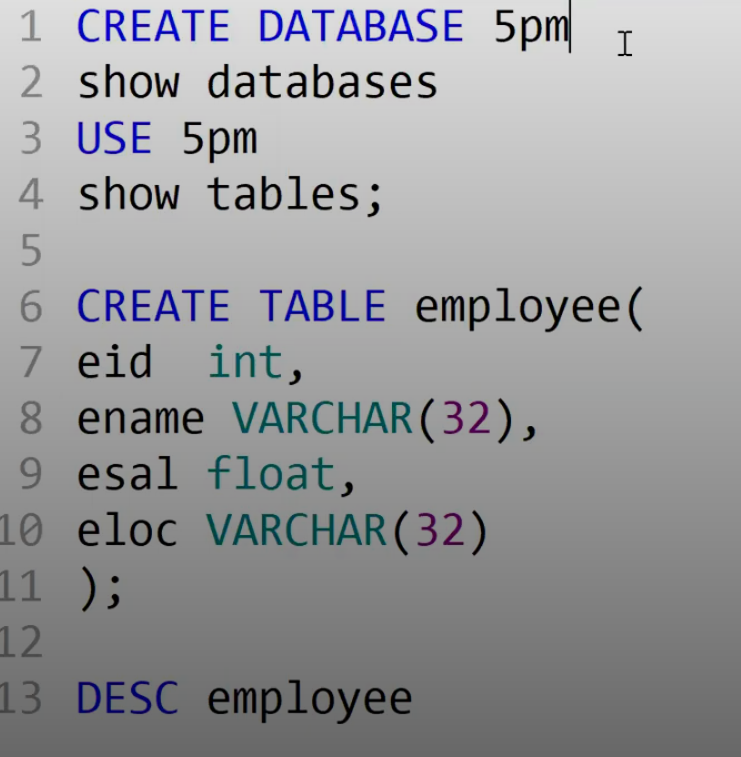 1 CREATE DATABASE 5pm
2 show databases
3 USE 5pm
4 show tables;
5
6 CREATE TABLE employee(
7 eid  int,
8 ename VARCHAR(32),
9 esal float,
10 eloc VARCHAR(32)
11 );
12
13 DESC employee